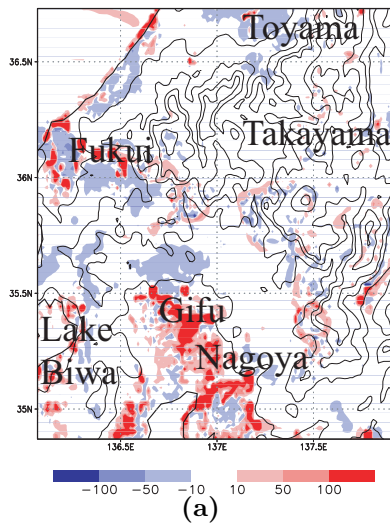 Toyama
36.5N
Takayama
Fukui
36N
35.5N
Gifu
Lake
Nagoya
Biwa
35N
136.5E 137E 137.5E
−100 −50 −10 10 50 100
(a)